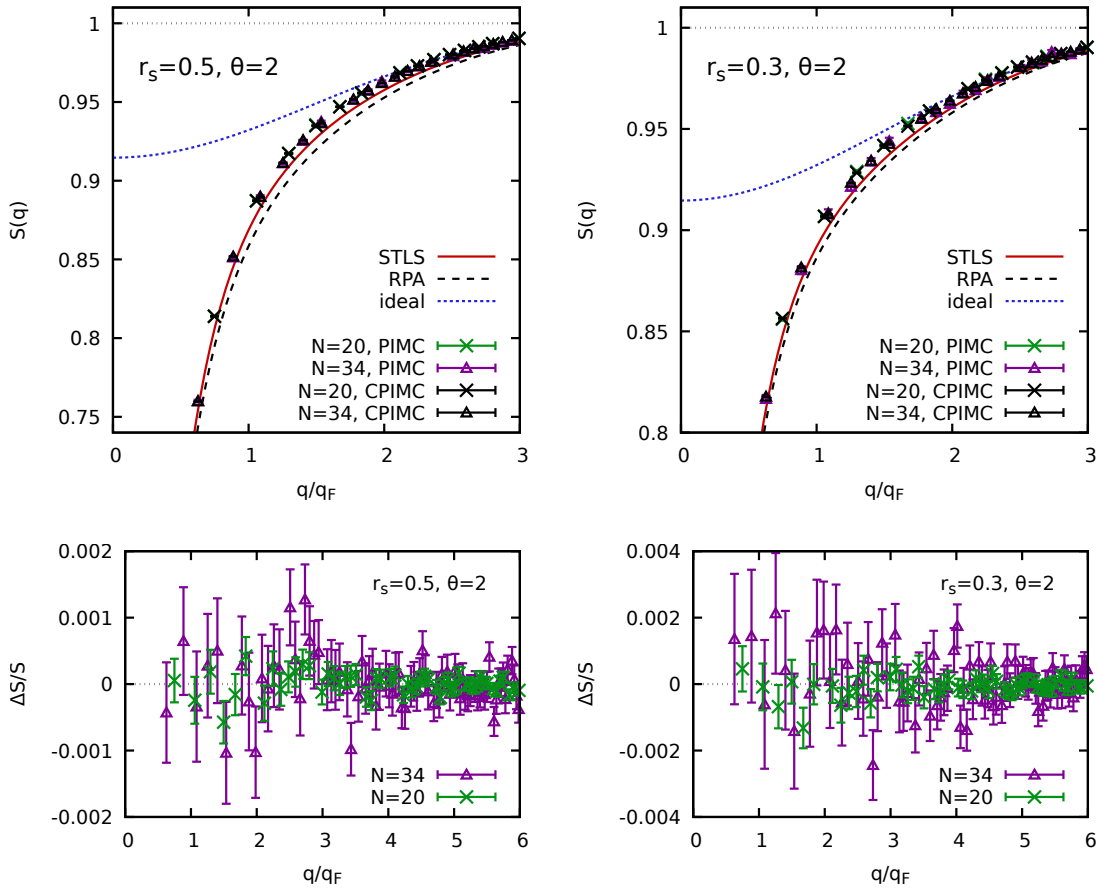 1
0.95
0.9
0.85
0.8
0.75
S(q)
r_s=0.5, θ=2
STLS
RPA
ideal
N=20, PIMC
N=34, PIMC
N=20, CPIMC
N=34, CPIMC
0 1 2 3
q/q_F
1
0.95
0.9
0.85
0.8
S(q)
r_s=0.3, θ=2
STLS
RPA
ideal
N=20, PIMC
N=34, PIMC
N=20, CPIMC
N=34, CPIMC
0 1 2 3
q/q_F
0.002
0.001
0
-0.001
-0.002
ΔS/S
r_s=0.5, θ=2
N=34
N=20
0 1 2 3 4 5 6
q/q_F
0.004
0.002
0
-0.002
-0.004
ΔS/S
r_s=0.3, θ=2
N=34
N=20
0 1 2 3 4 5 6
q/q_F